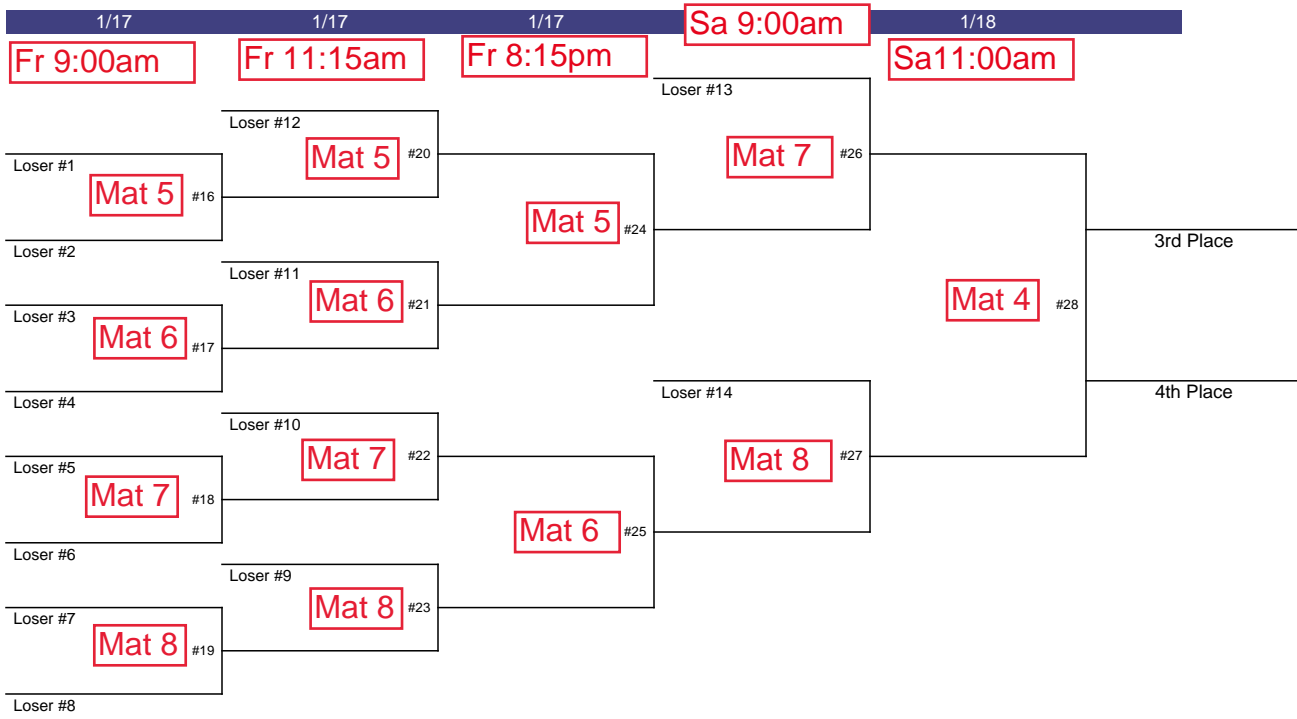 1/17 1/17 1/17 1/18
Fr 9:00am Fr 11:15am Fr 8:15pm Sa 9:00am Sa11:00am
Loser #13
Loser #12
Mat 5 #20
Mat 7 #26
Loser #1
Mat 5 #16
Mat 5 #24
Loser #2
3rd Place
Loser #11
Mat 6 #21
Mat 4 #28
Loser #3
Mat 6 #17
Loser #4
Loser #14
4th Place
Loser #10
Mat 7 #22
Mat 8 #27
Loser #5
Mat 7 #18
Mat 6 #25
Loser #6
Loser #9
Mat 8 #23
Loser #7
Mat 8 #19
Loser #8